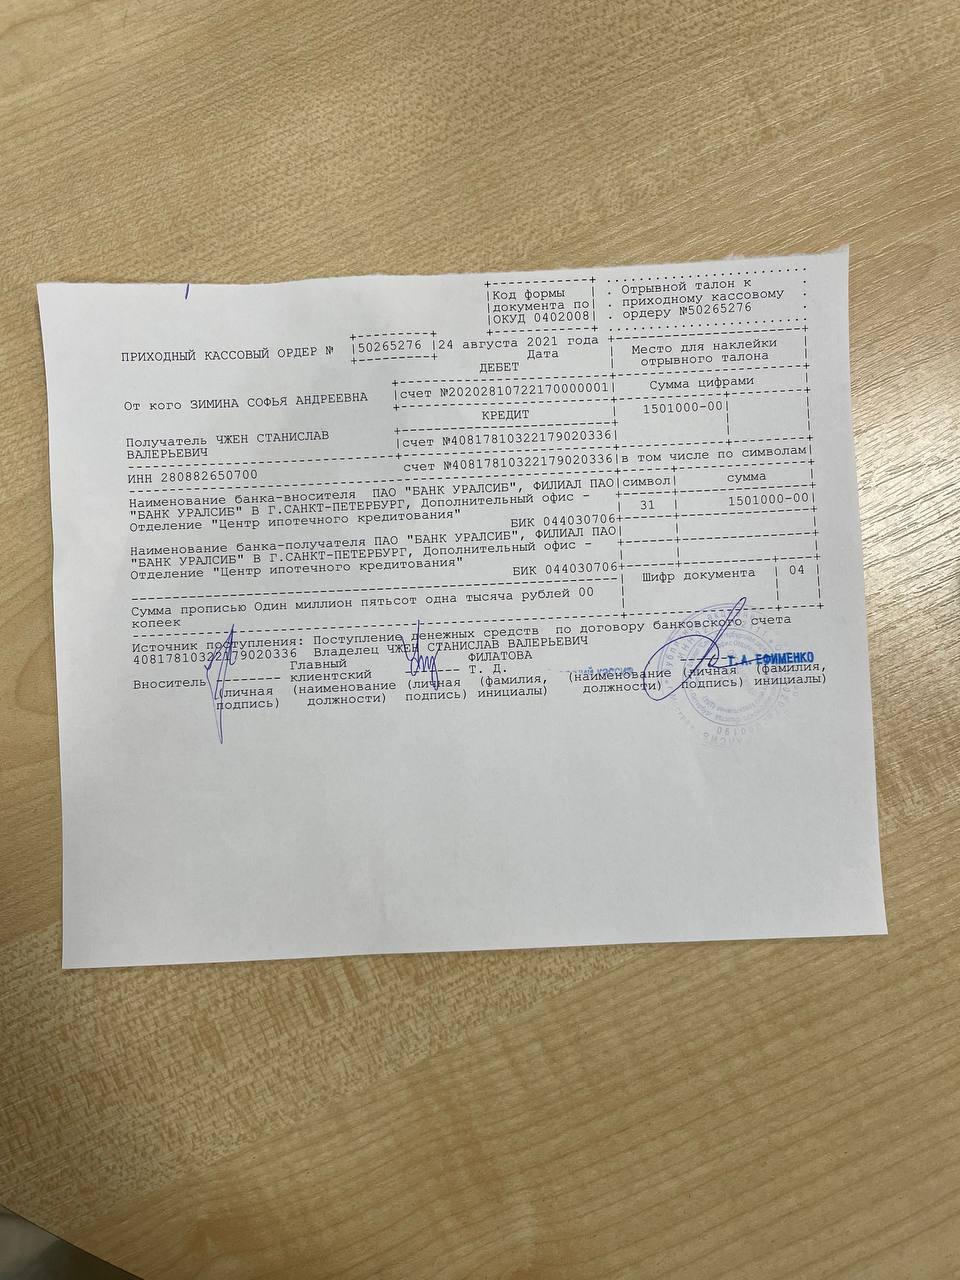 Код формы
документа по
ОКУД 0402008
Отрывной талон к
приходному кассовому
ордеру №50265276
ПРИХОДНЫЙ КАССОВЫЙ ОРДЕР № 50265276 24 августа 2021 года
Дата
Место для наклейки
отрывного талона
ДЕБЕТ
От кого ЗИМИНА СОФЬЯ АНДРЕЕВНА
счет №20202810722170000001
Сумма цифрами
КРЕДИТ
1501000-00
Получатель ЧЖЕН СТАНИСЛАВ
ВАЛЕРЬЕВИЧ
счет №40817810322179020336
ИНН 280882650700
счет №40817810322179020336
в том числе по символам
Наименование банка-вносителя ПАО "БАНК УРАЛСИБ", ФИЛИАЛ ПАО
"БАНК УРАЛСИБ" В Г.САНКТ-ПЕТЕРБУРГ, Дополнительный офис -
Отделение "Центр ипотечного кредитования"
БИК 044030706
символ сумма
31 1501000-00
Наименование банка-получателя ПАО "БАНК УРАЛСИБ", ФИЛИАЛ ПАО
"БАНК УРАЛСИБ" В Г.САНКТ-ПЕТЕРБУРГ, Дополнительный офис -
Отделение "Центр ипотечного кредитования"
БИК 044030706
Шифр документа 04
Сумма прописью Один миллион пятьсот одна тысяча рублей 00
копеек
Источник поступления: Поступление денежных средств по договору банковского счета
40817810322179020336 Владелец ЧЖЕН СТАНИСЛАВ ВАЛЕРЬЕВИЧ
Вноситель
(личная
подпись)
Главный
клиентский
(наименование
должности)
(личная
подпись)
ФИЛАТОВА
Т. Д.
(фамилия,
инициалы)
(наименование
должности)
(личная
подпись)
Т. А. ЕФИМЕНКО
(фамилия,
инициалы)